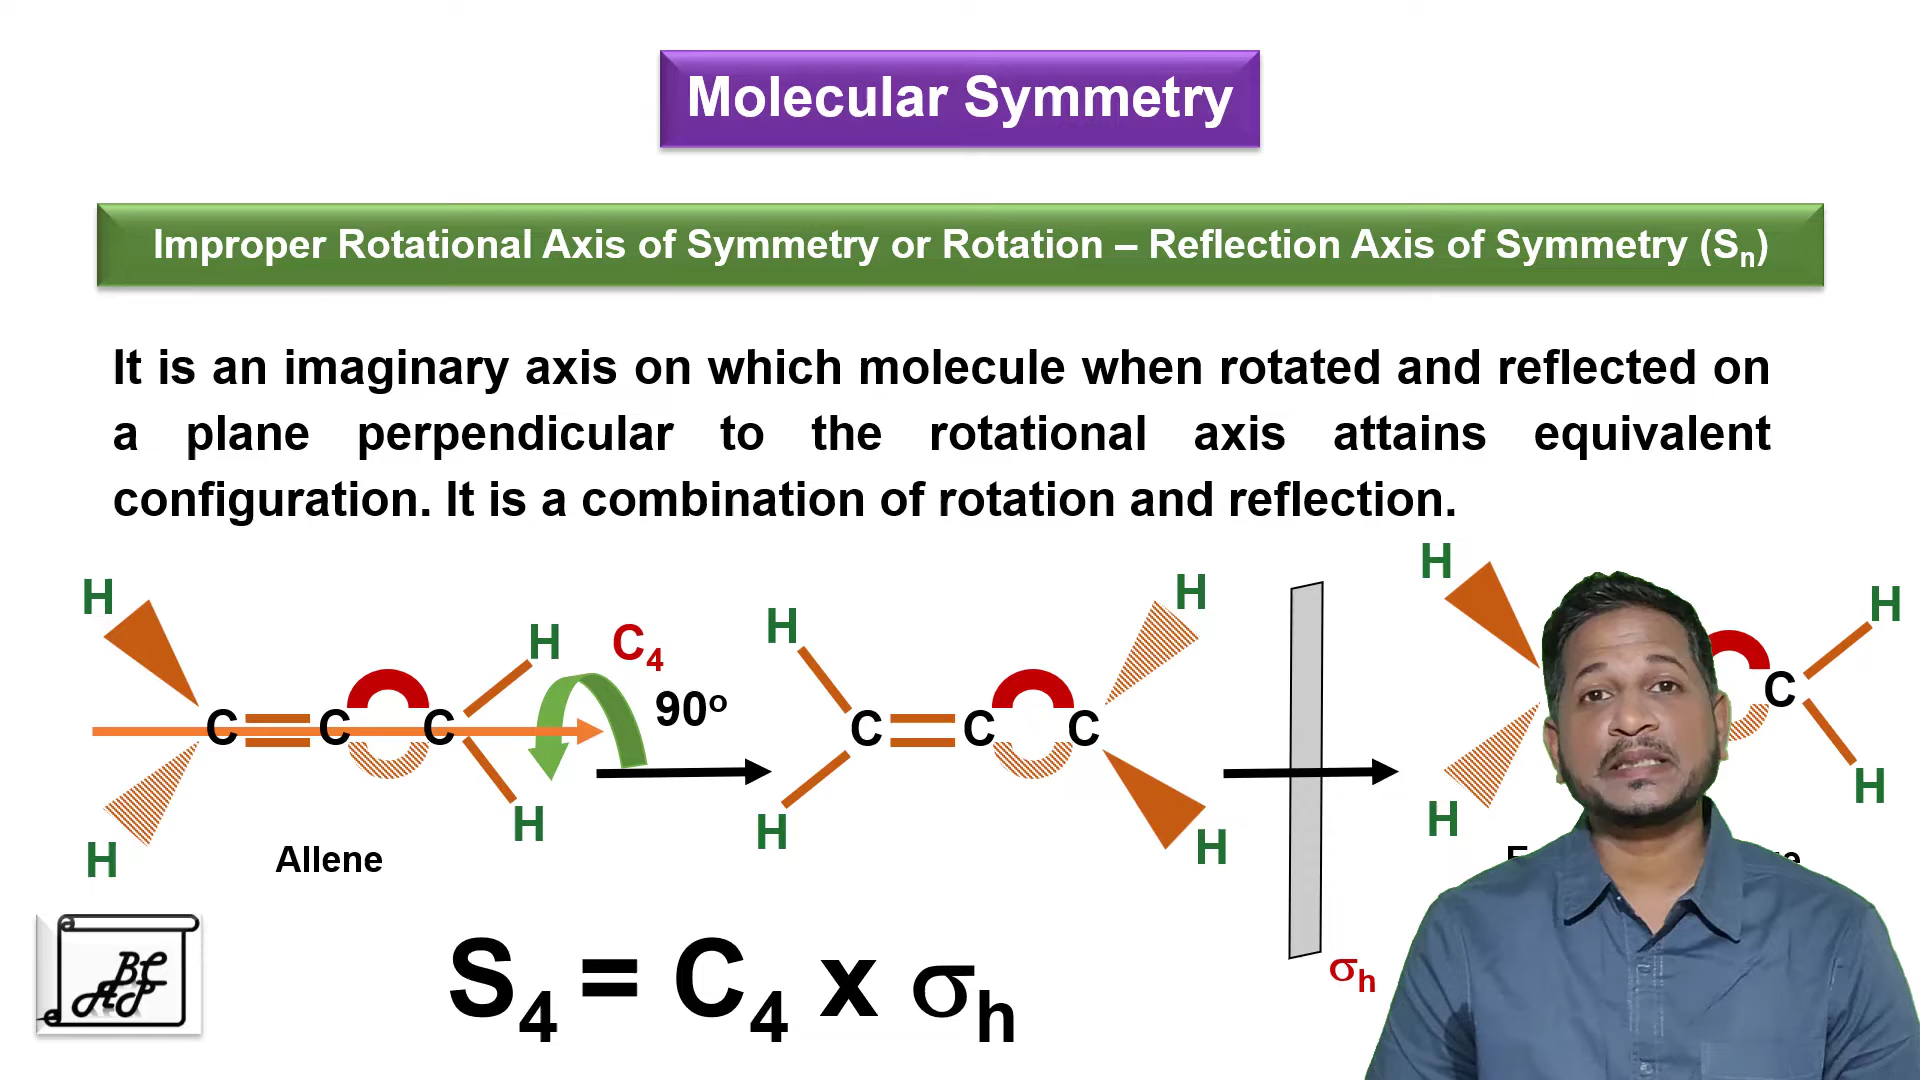 Molecular Symmetry
Improper Rotational Axis of Symmetry or Rotation – Reflection Axis of Symmetry (Sn)
It is an imaginary axis on which molecule when rotated and reflected on
a plane perpendicular to the rotational axis attains equivalent
configuration. It is a combination of rotation and reflection.
H H C4 90o
C C C
H H
Allene
H H
C C C
H H
σh
H H
C
H H
S4 = C4 x σh